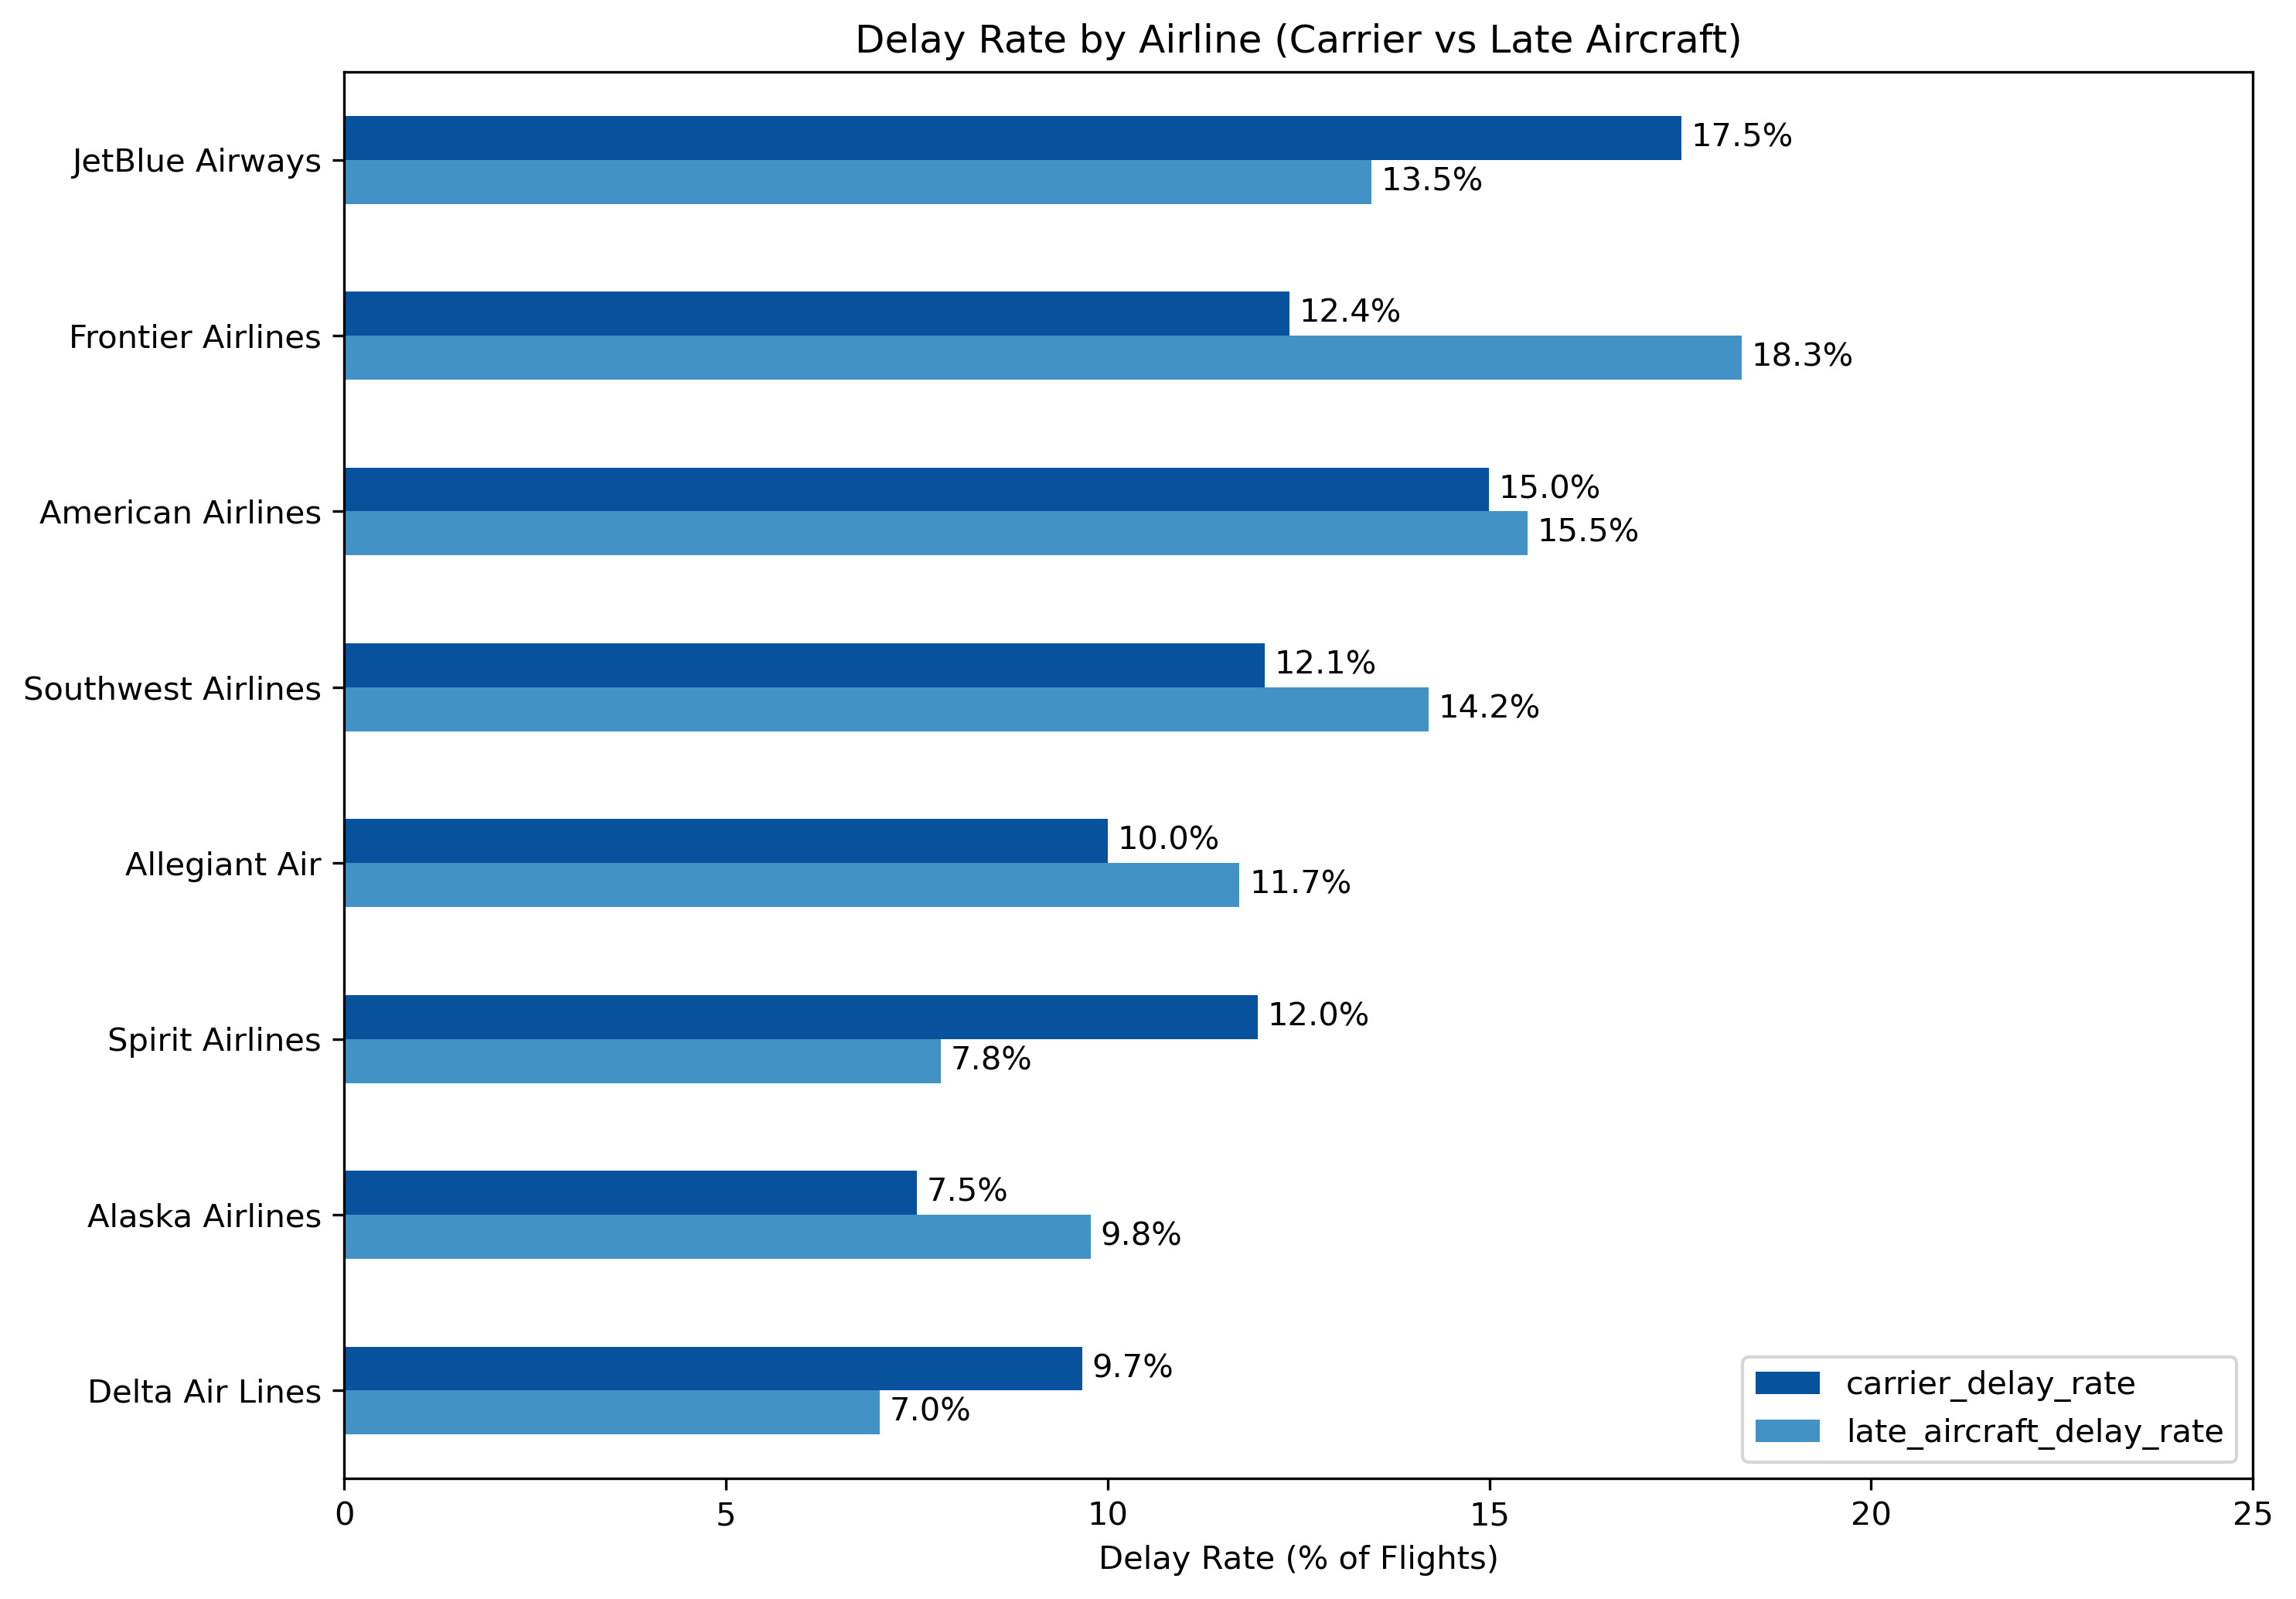 Delay Rate by Airline (Carrier vs Late Aircraft)
JetBlue Airways
17.5%
13.5%
Frontier Airlines
12.4%
18.3%
American Airlines
15.0%
15.5%
Southwest Airlines
12.1%
14.2%
Allegiant Air
10.0%
11.7%
Spirit Airlines
12.0%
7.8%
Alaska Airlines
7.5%
9.8%
Delta Air Lines
9.7%
7.0%
carrier_delay_rate
late_aircraft_delay_rate
0 5 10 15 20 25
Delay Rate (% of Flights)